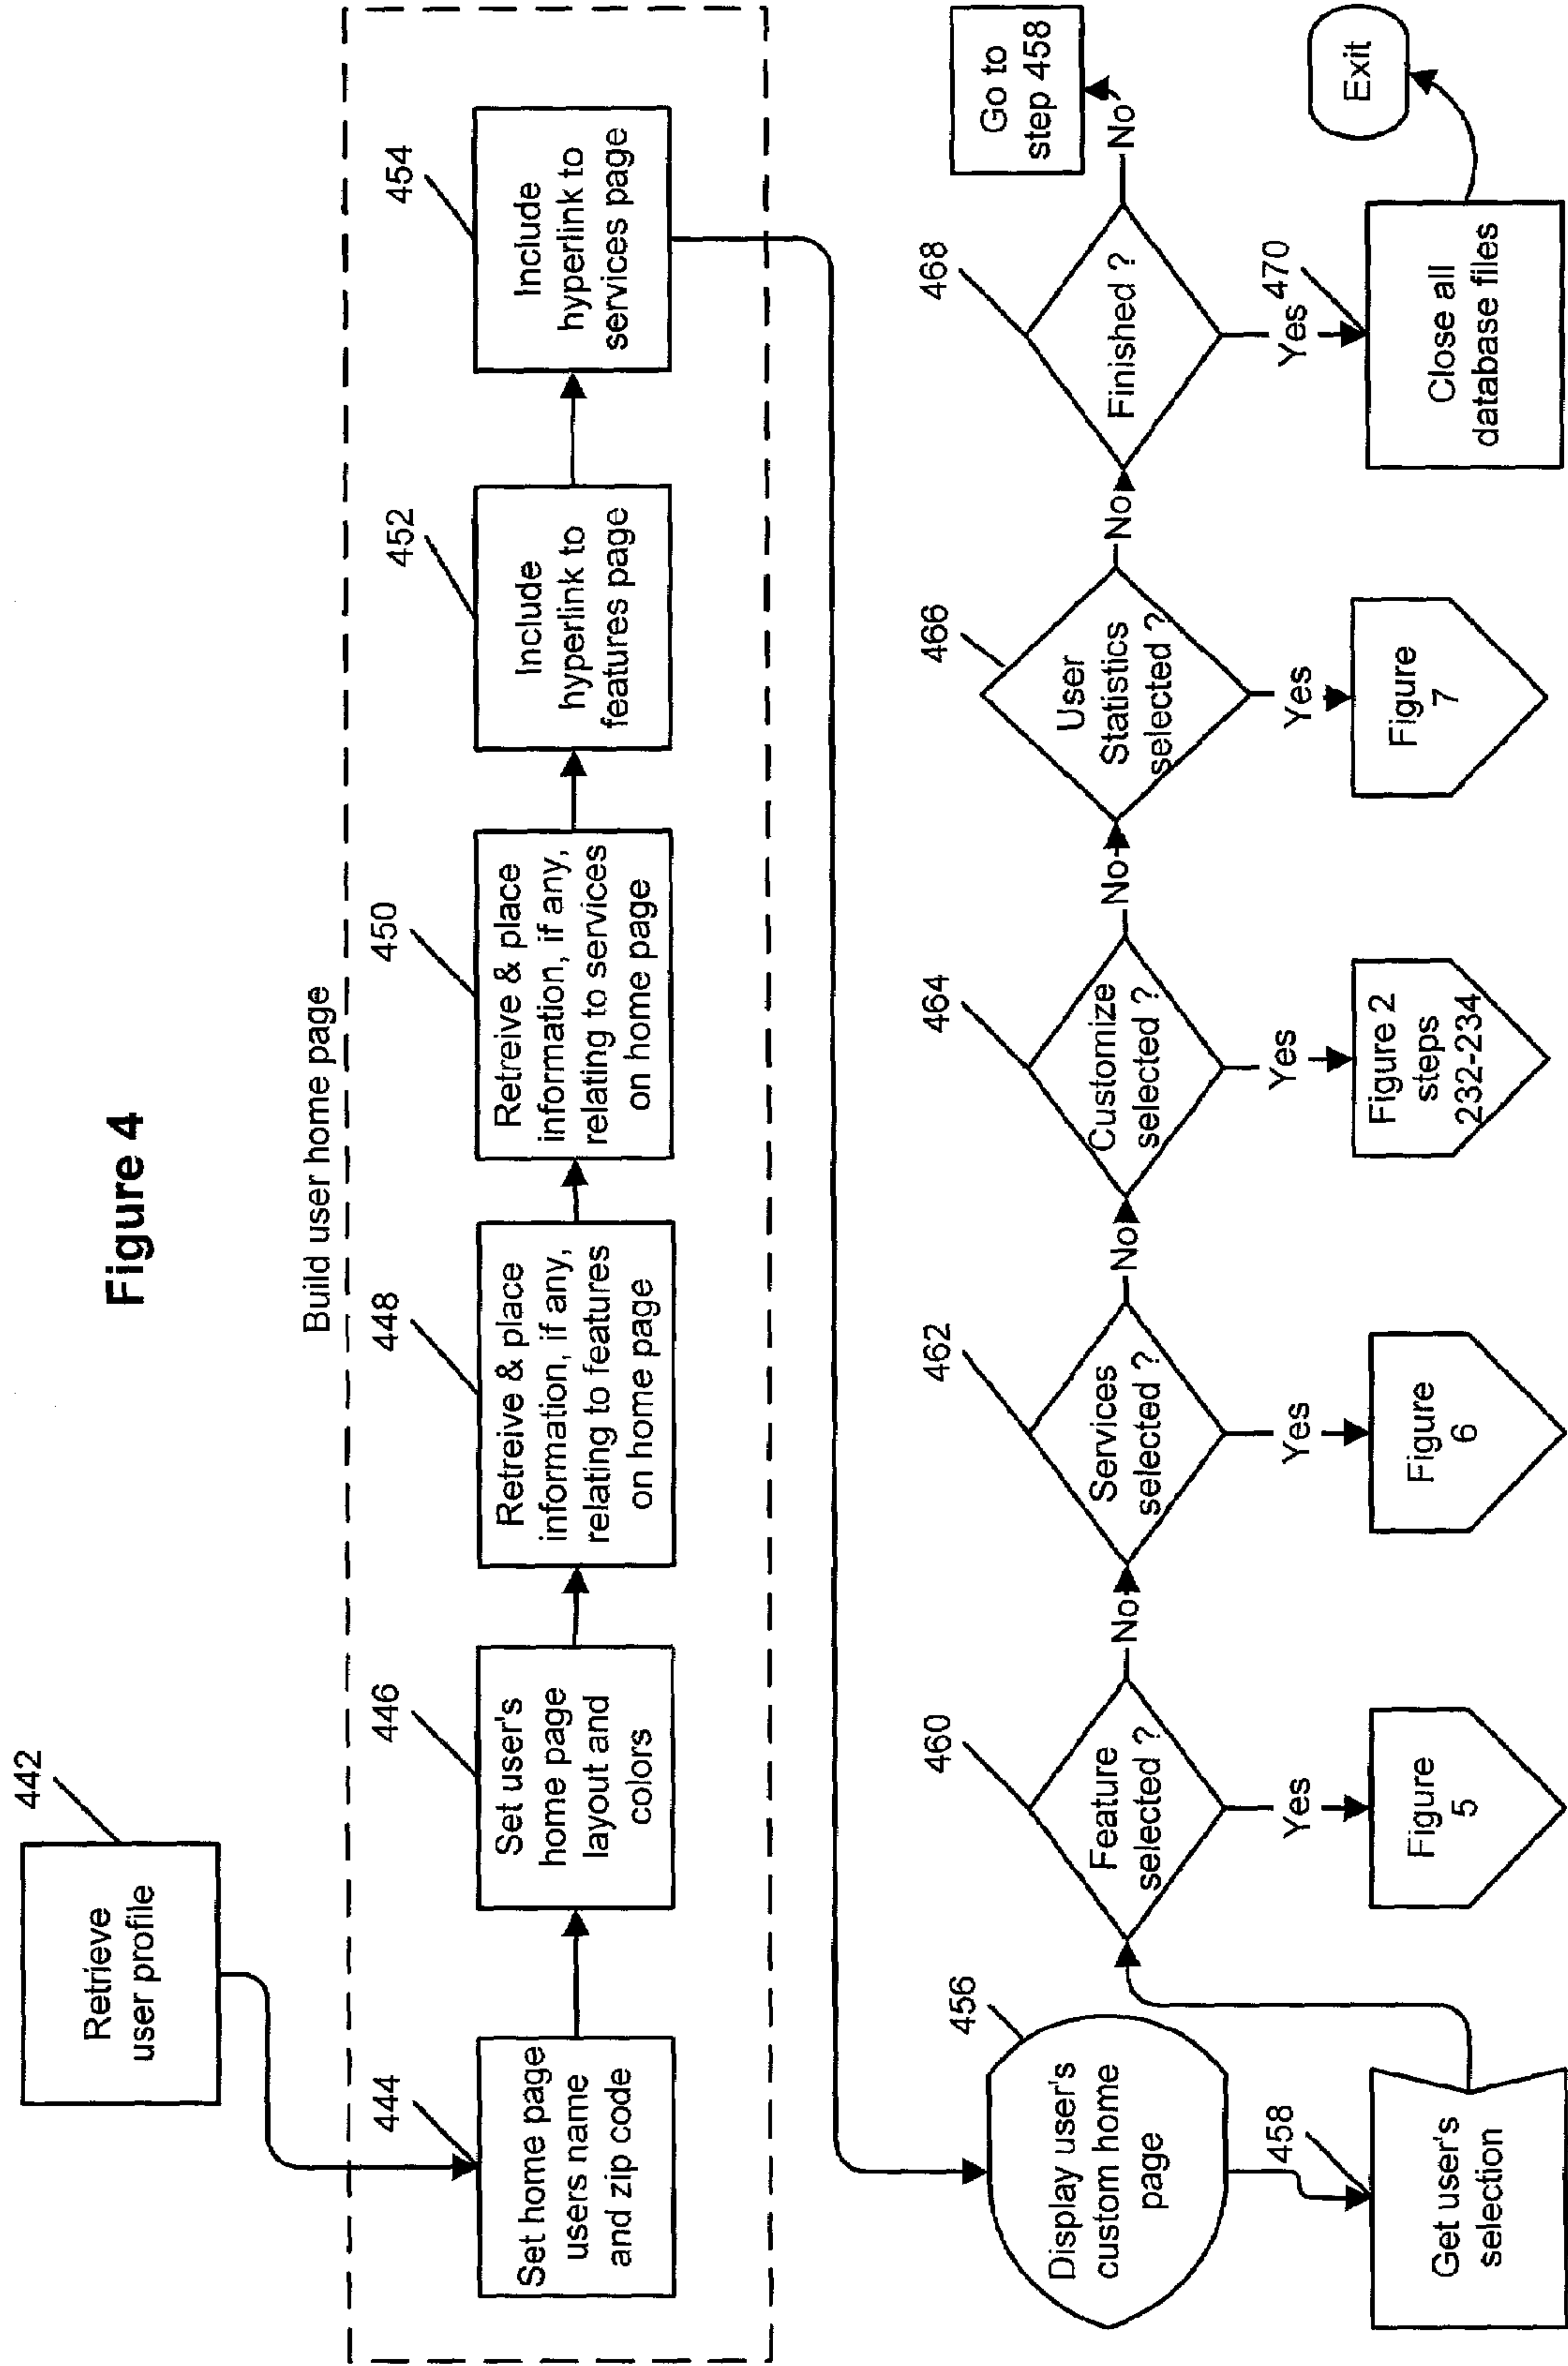 Figure 4
442
Retrieve
user profile
Build user home page
444
Set home page
users name
and zip code
446
Set user's
home page
layout and
colors
448
Retreive & place
information, if any,
relating to features
on home page
450
Retreive & place
information, if any,
relating to services
on home page
452
Include
hyperlink to
features page
454
Include
hyperlink to
services page
456
Display user's
custom home
page
458
Get user's
selection
460
Feature
selected ?
Yes
Figure
5
No
462
Services
selected ?
Yes
Figure
6
No
464
Customize
selected ?
Yes
Figure 2
steps
232-234
No
466
User
Statistics
selected ?
Yes
Figure
7
No
468
Finished ?
No
Go to
step 458
Yes
470
Close all
database files
Exit